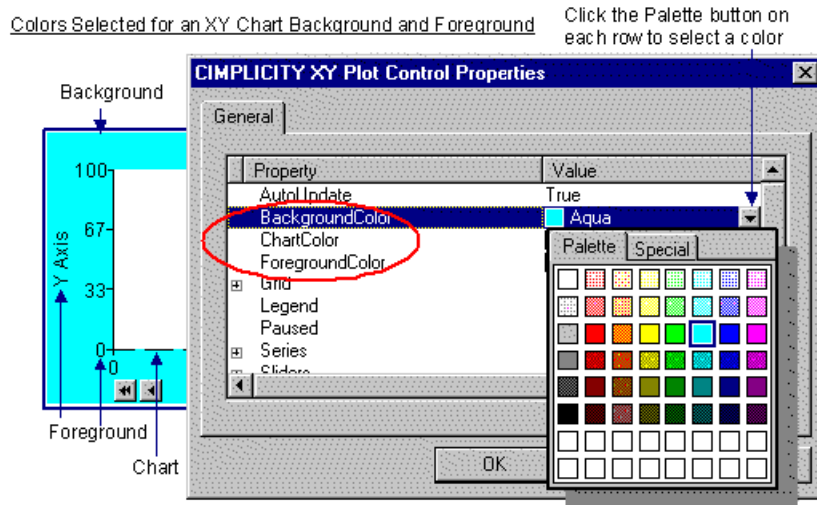 Colors Selected for an XY Chart Background and Foreground
Click the Palette button on
each row to select a color
CIMPLICITY XY Plot Control Properties
Background
General
Property Value
AutoUpdate True
BackgroundColor Aqua
ChartColor
ForegroundColor
Grid
Legend
Paused
Series
Sliders
Palette Special
100
67
33
0
0
Y Axis
Foreground
Chart
OK